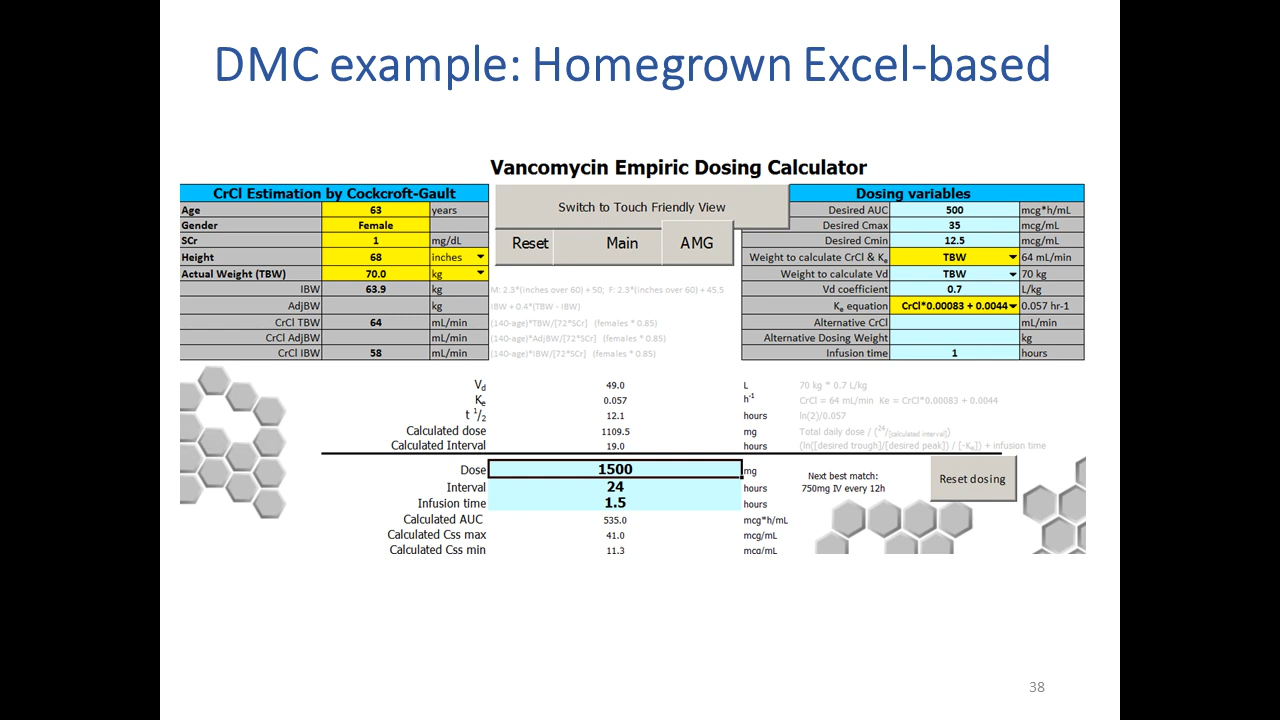 DMC example: Homegrown Excel-based
Vancomycin Empiric Dosing Calculator
CrCl Estimation by Cockcroft-Gault
Age 63 years
Gender Female
SCr 1 mg/dL
Height 68 inches
Actual Weight (TBW) 70.0 kg
IBW 63.9 kg M: 2.3*(inches over 60) + 50; F: 2.3*(inches over 60) + 45.5
AdjBW kg IBW + 0.4*(TBW - IBW)
CrCl TBW 64 mL/min (140-age)*TBW/[72*SCr] (females * 0.85)
CrCl AdjBW mL/min (140-age)*AdjBW/[72*SCr] (females * 0.85)
CrCl IBW 58 mL/min (140-age)*IBW/[72*SCr] (females * 0.85)
Switch to Touch Friendly View
Reset Main AMG
Dosing variables
Desired AUC 500 mcg*h/mL
Desired Cmax 35 mcg/mL
Desired Cmin 12.5 mcg/mL
Weight to calculate CrCl & Ke TBW 64 mL/min
Weight to calculate Vd TBW 70 kg
Vd coefficient 0.7 L/kg
Ke equation CrCl*0.00083 + 0.0044 0.057 hr-1
Alternative CrCl mL/min
Alternative Dosing Weight kg
Infusion time 1 hours
Vd 49.0 L 70 kg * 0.7 L/kg
Ke 0.057 h-1 CrCl = 64 mL/min Ke = CrCl*0.00083 + 0.0044
t 1/2 12.1 hours ln(2)/0.057
Calculated dose 1109.5 mg Total daily dose / (24/[calculated interval])
Calculated Interval 19.0 hours (ln([desired trough]/[desired peak]) / [-Ke]) + infusion time
Dose 1500 mg
Interval 24 hours
Infusion time 1.5 hours
Next best match:
750mg IV every 12h
Reset dosing
Calculated AUC 535.0 mcg*h/mL
Calculated Css max 41.0 mcg/mL
Calculated Css min 11.3 mcg/mL
38